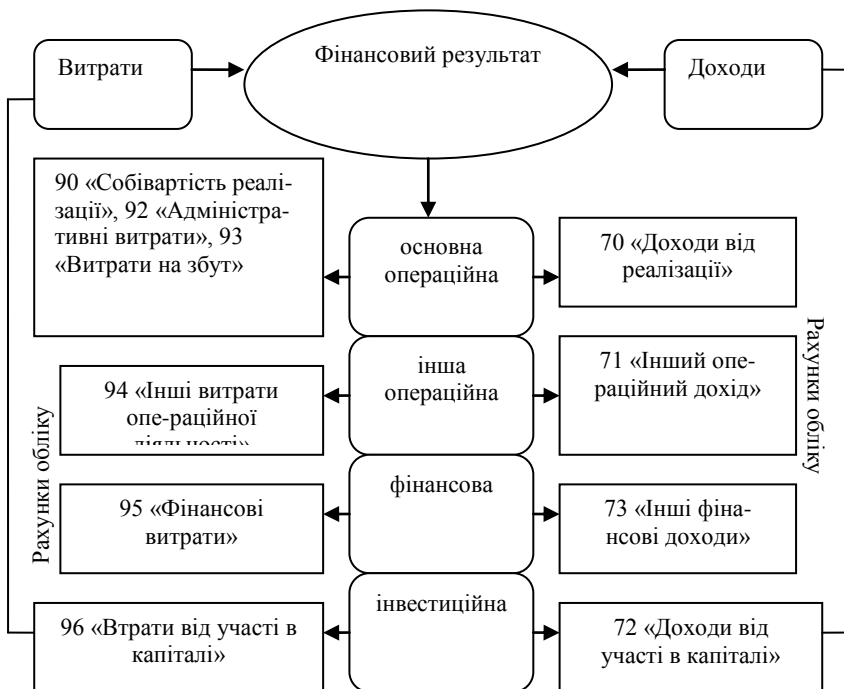 Витрати
Фінансовий результат
Доходи
90 «Собівартість реалі-
зації», 92 «Адміністра-
тивні витрати», 93
«Витрати на збут»
основна
операційна
70 «Доходи від
реалізації»
94 «Інші витрати
опе-раційної
діяльності»
інша
операційна
71 «Інший опе-
раційний дохід»
95 «Фінансові
витрати»
фінансова
73 «Інші фіна-
нсові доходи»
96 «Втрати від участі в
капіталі»
інвестиційна
72 «Доходи від
участі в капіталі»
Рахунки обліку
Рахунки обліку